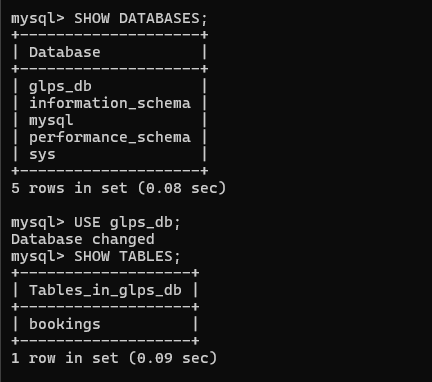 mysql> SHOW DATABASES;
+--------------------+
| Database           |
+--------------------+
| glps_db            |
| information_schema |
| mysql              |
| performance_schema |
| sys                |
+--------------------+
5 rows in set (0.08 sec)
mysql> USE glps_db;
Database changed
mysql> SHOW TABLES;
+-------------------+
| Tables_in_glps_db |
+-------------------+
| bookings          |
+-------------------+
1 row in set (0.09 sec)